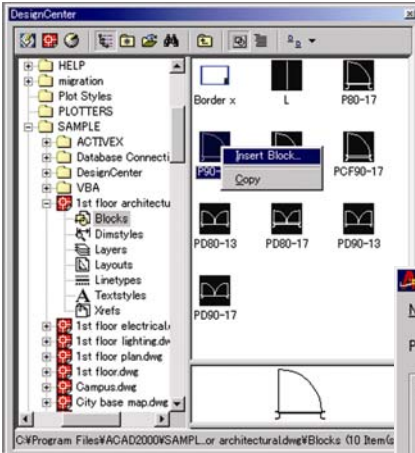 DesignCenter
HELP
migration
Plot Styles
PLOTTERS
SAMPLE
ACTIVEX
Database Connecti
DesignCenter
VBA
1st floor architectu
Blocks
Dimstyles
Layers
Layouts
Linetypes
Textstyles
Xrefs
1st floor electrical.
1st floor lighting.dw
1st floor plan.dwg
1st floor.dwg
Campus.dwg
City base map.dwg
Border x
L
P80-17
P90-
Insert Block...
Copy
PCF90-17
PD80-13
PD80-17
PD90-13
PD90-17
N
P
C:¥Program Files¥ACAD2000¥SAMPL..or architectural.dwg¥Blocks (10 Item(s